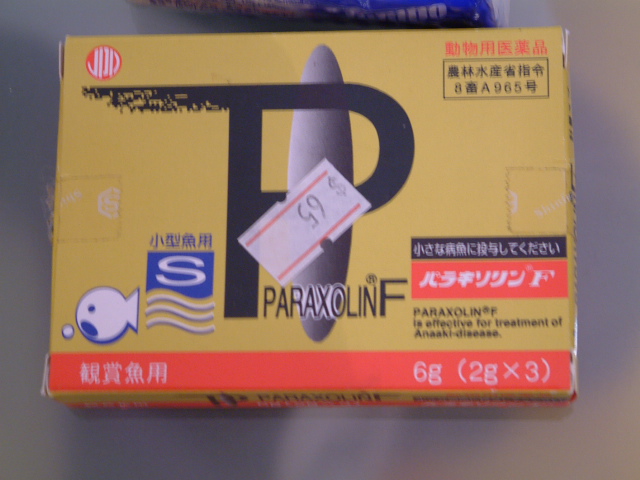 JPD
動物用医薬品
農林水産省指令
8畜A965号
P
65
小型魚用
S
小さな病魚に投与してください
パラキソリン®F
PARAXOLIN®F
PARAXOLIN®F
is effective for treatment of
Anaaki-disease.
観賞魚用
6g（2g×3）
PARAXOLIN F